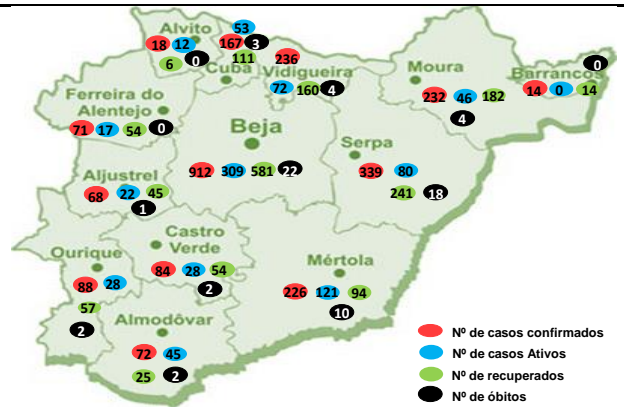 53
Alvito
18 12 167 3
0
6 111 236
Cuba Vidigueira
72 160 4
Moura
232 46 182
4
0
Barrancos
14 0 14
Ferreira do
Alentejo
71 17 54 0
Beja
912 309 581 22
Serpa
339 80
241 18
Aljustrel
68 22 45
1
Castro
Verde
84 28 54
2
Ourique
88 28
57
2
Mértola
226 121 94
10
Almodôvar
72 45
25 2
Nº de casos confirmados
Nº de casos Ativos
Nº de recuperados
Nº de óbitos